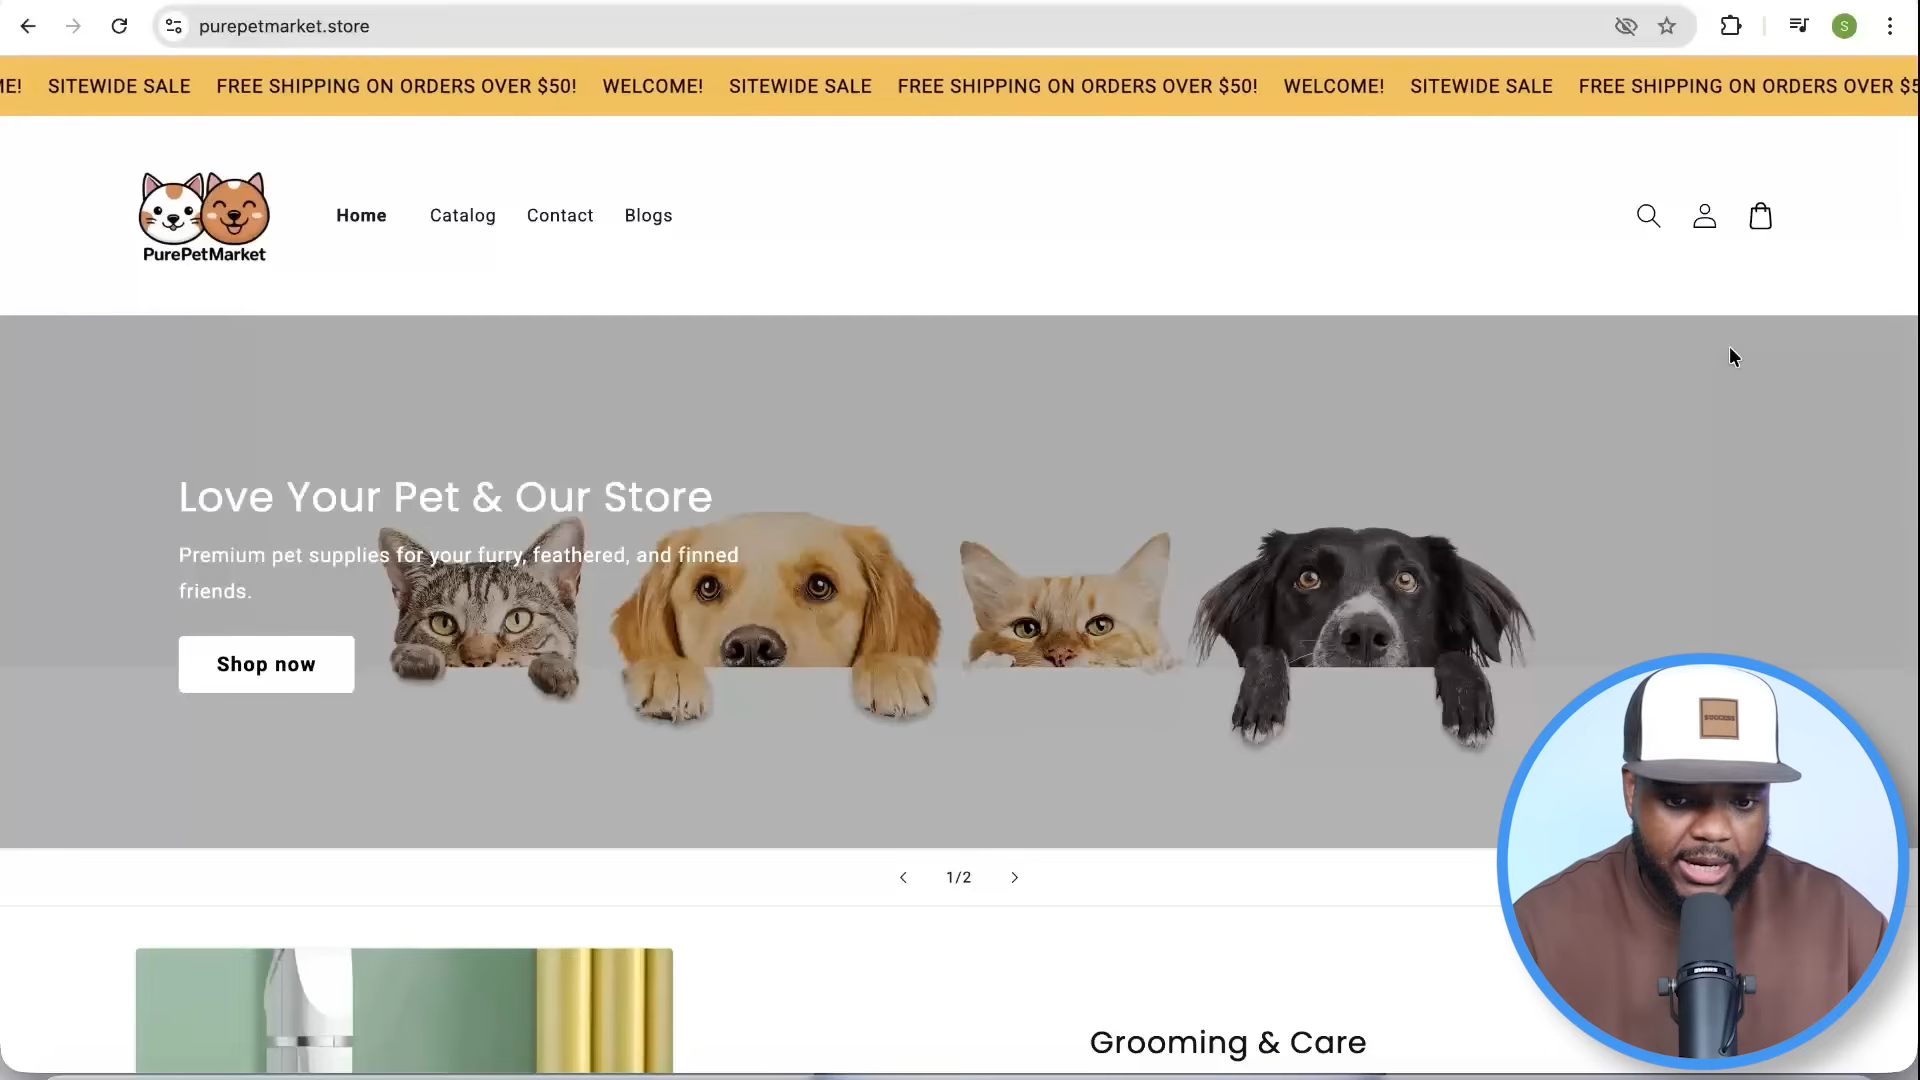 purepetmarket.store
S
ME! SITEWIDE SALE FREE SHIPPING ON ORDERS OVER $50! WELCOME! SITEWIDE SALE FREE SHIPPING ON ORDERS OVER $50! WELCOME! SITEWIDE SALE FREE SHIPPING ON ORDERS OVER $5
PurePetMarket
Home Catalog Contact Blogs
Love Your Pet & Our Store
Premium pet supplies for your furry, feathered, and finned
friends.
Shop now
1/2
SUCCESS
Grooming & Care